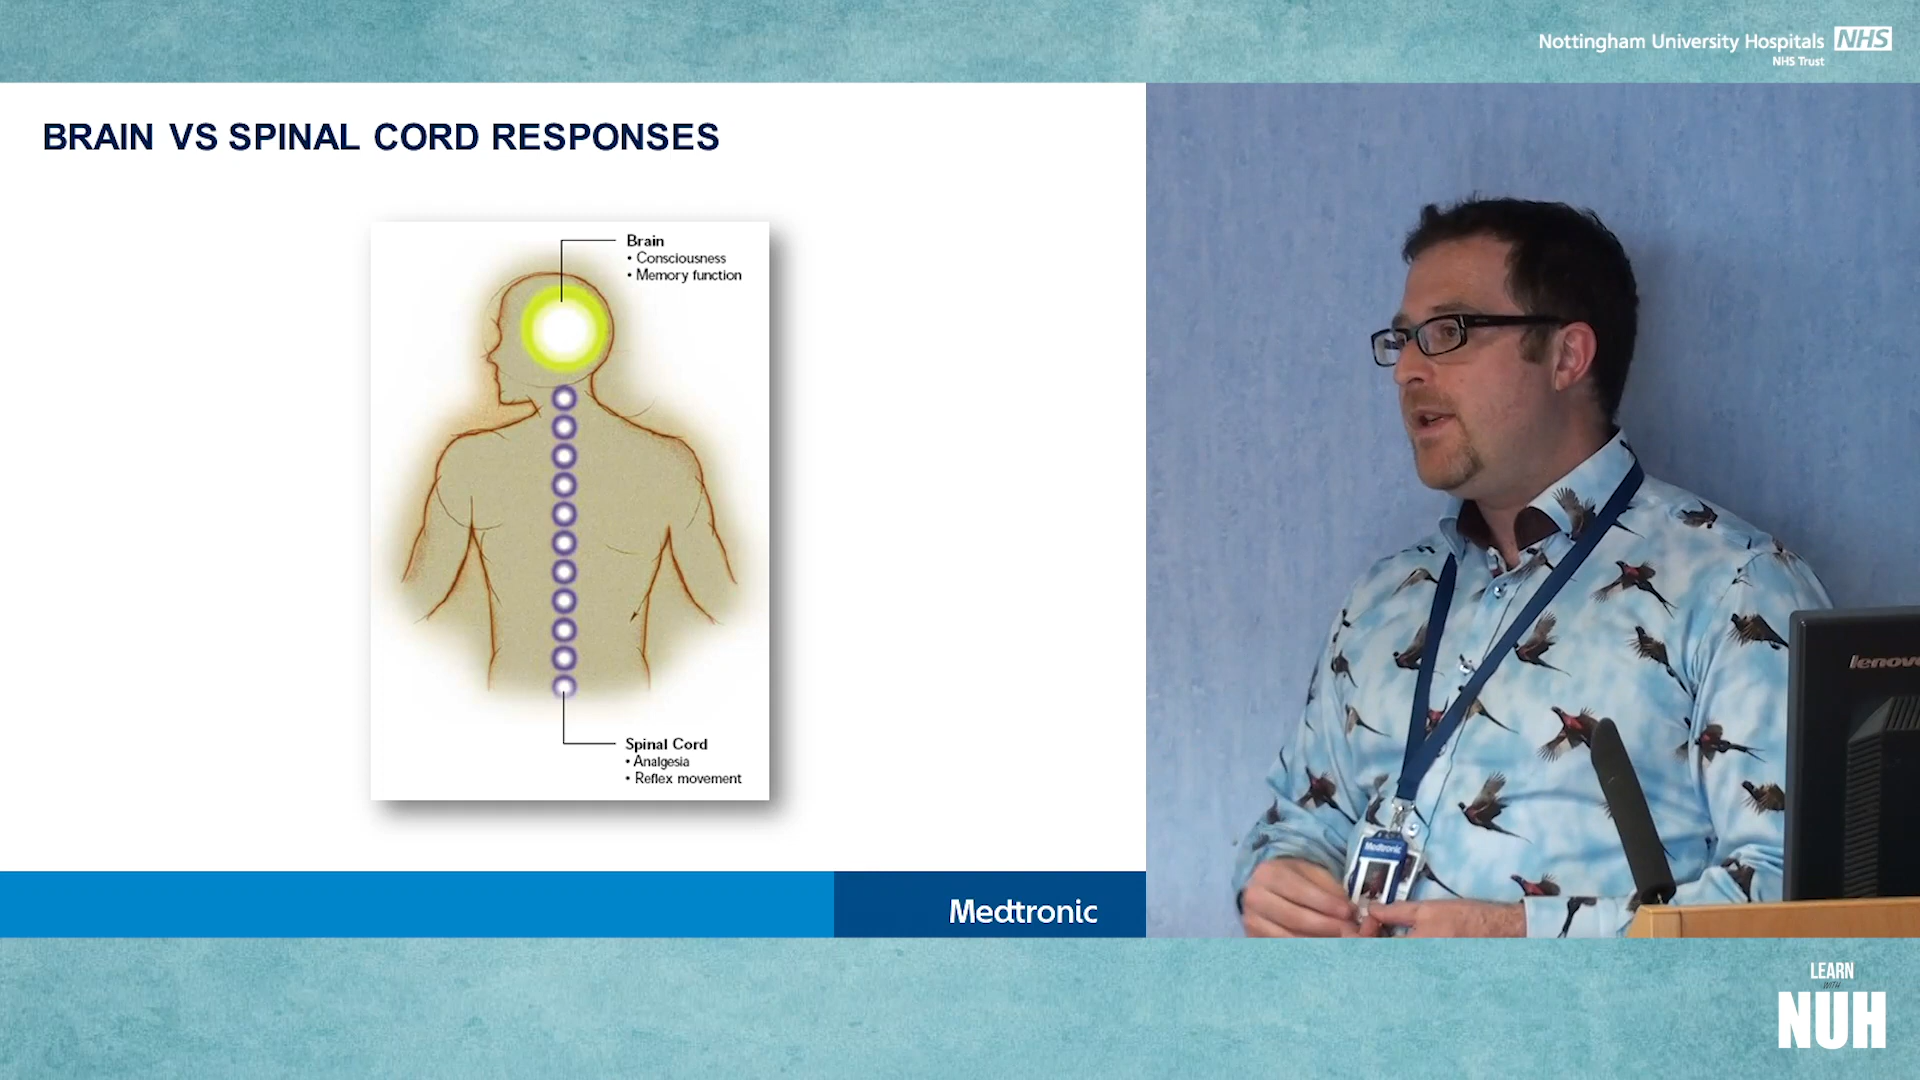 Nottingham University Hospitals NHS
NHS Trust
BRAIN VS SPINAL CORD RESPONSES
Brain
• Consciousness
• Memory function
Spinal Cord
• Analgesia
• Reflex movement
Medtronic
Medtronic
LEARN
WITH
NUH